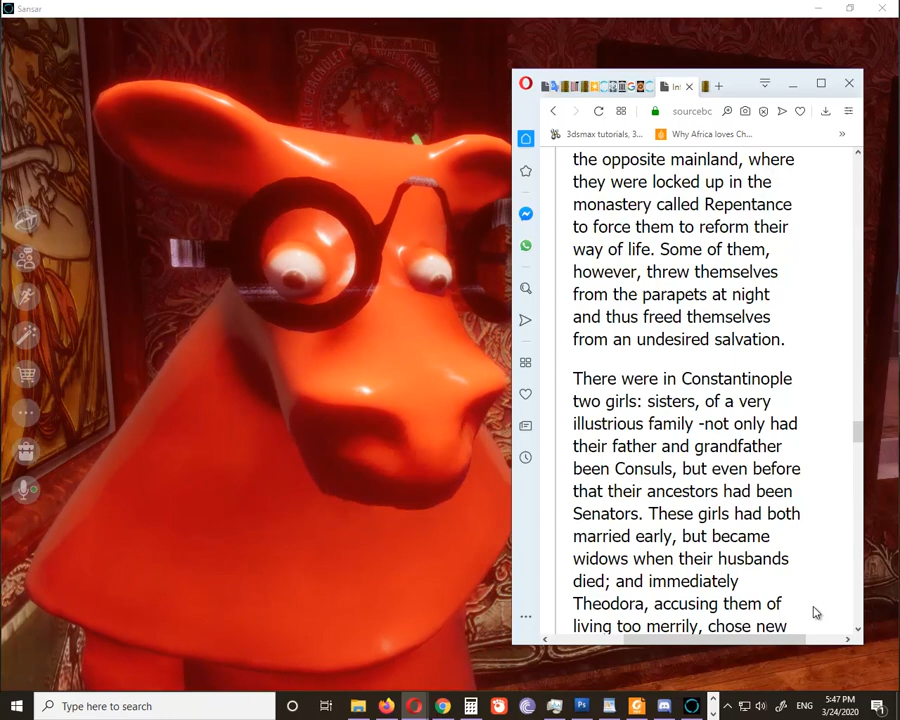 Sansar
In
sourcebc
3dsmax tutorials, 3...
Why Africa loves Ch...
»
the opposite mainland, where
they were locked up in the
monastery called Repentance
to force them to reform their
way of life. Some of them,
however, threw themselves
from the parapets at night
and thus freed themselves
from an undesired salvation.
There were in Constantinople
two girls: sisters, of a very
illustrious family -not only had
their father and grandfather
been Consuls, but even before
that their ancestors had been
Senators. These girls had both
married early, but became
widows when their husbands
died; and immediately
Theodora, accusing them of
living too merrily, chose new
Type here to search
ENG
5:47 PM
3/24/2020